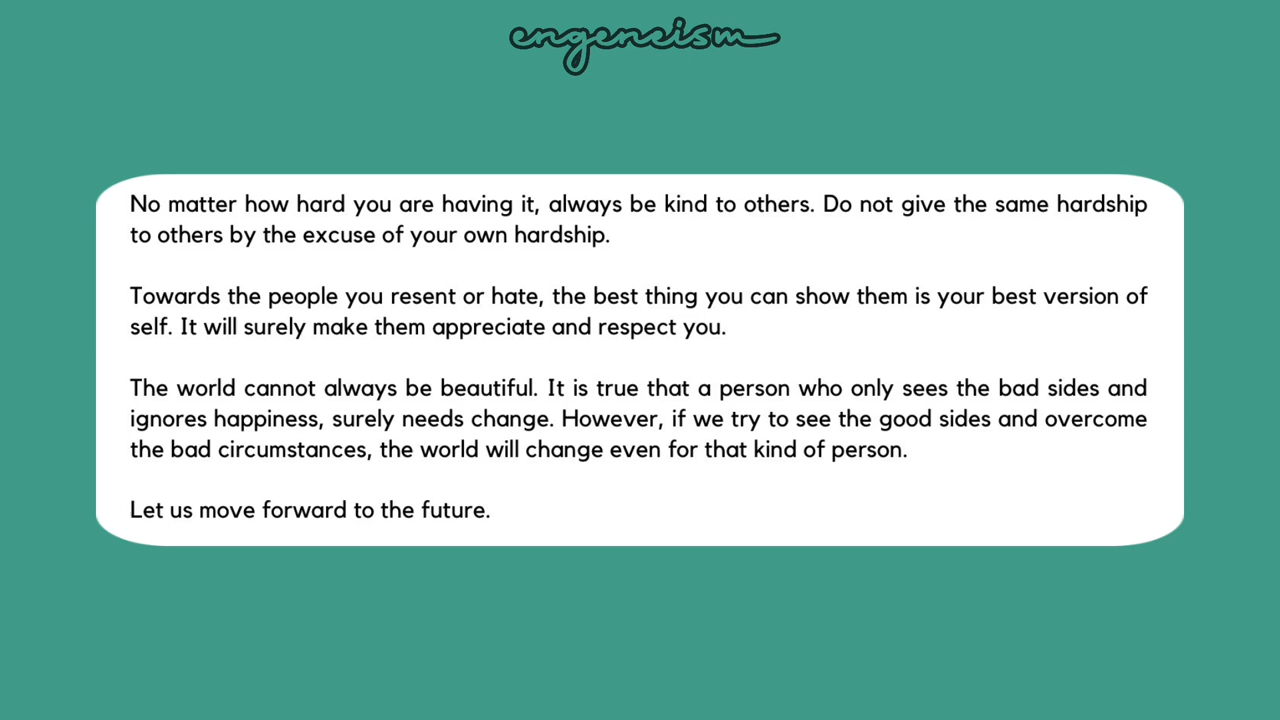 engeneism
No matter how hard you are having it, always be kind to others. Do not give the same hardship
to others by the excuse of your own hardship.
Towards the people you resent or hate, the best thing you can show them is your best version of
self. It will surely make them appreciate and respect you.
The world cannot always be beautiful. It is true that a person who only sees the bad sides and
ignores happiness, surely needs change. However, if we try to see the good sides and overcome
the bad circumstances, the world will change even for that kind of person.
Let us move forward to the future.